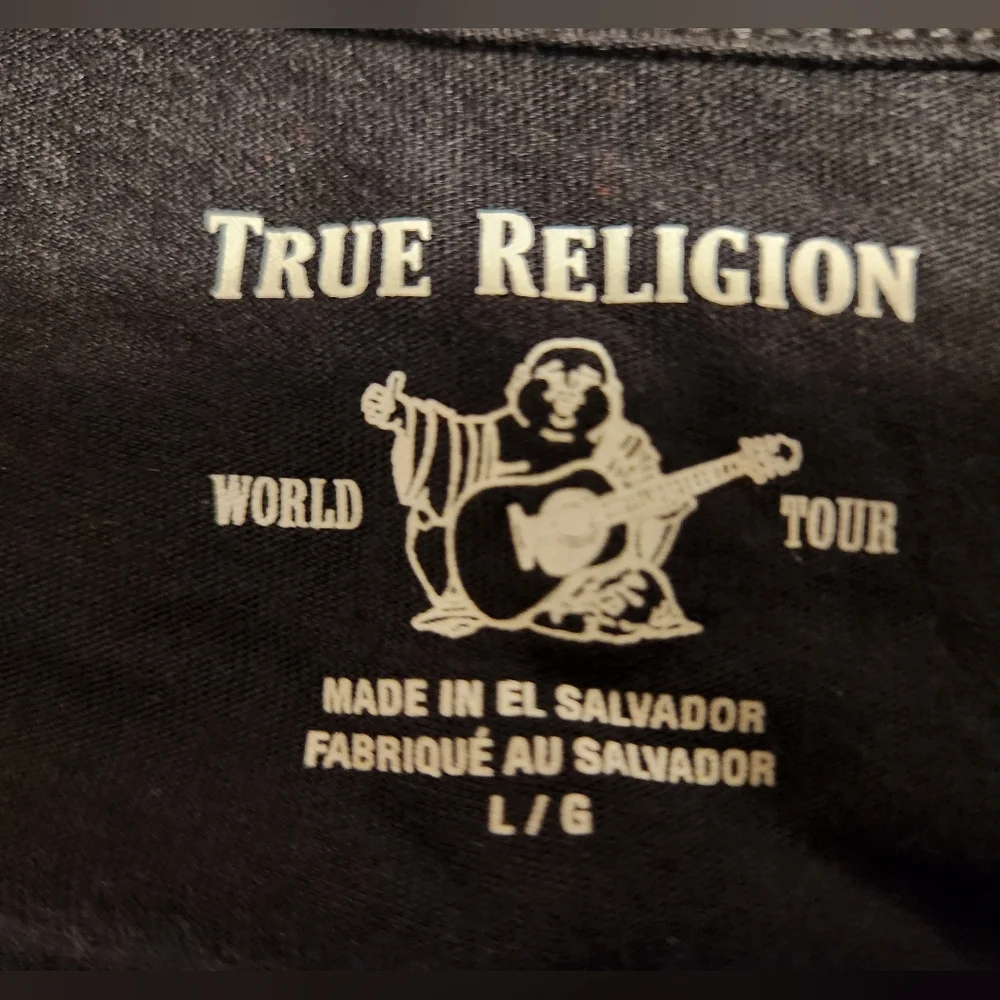 TRUE RELIGION
WORLD TOUR
MADE IN EL SALVADOR
FABRIQUÉ AU SALVADOR
L / G